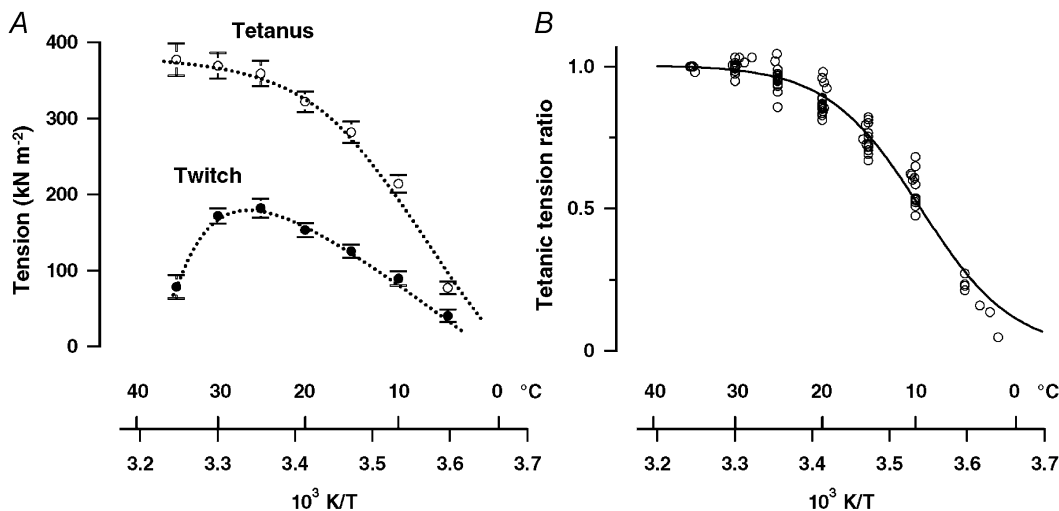 A
Tetanus
Twitch
Tension (kN m-2)
400
300
200
100
0
40 30 20 10 0 °C
3.2 3.3 3.4 3.5 3.6 3.7
10³ K/T
B
Tetanic tension ratio
1.0
0.5
0
40 30 20 10 0 °C
3.2 3.3 3.4 3.5 3.6 3.7
10³ K/T